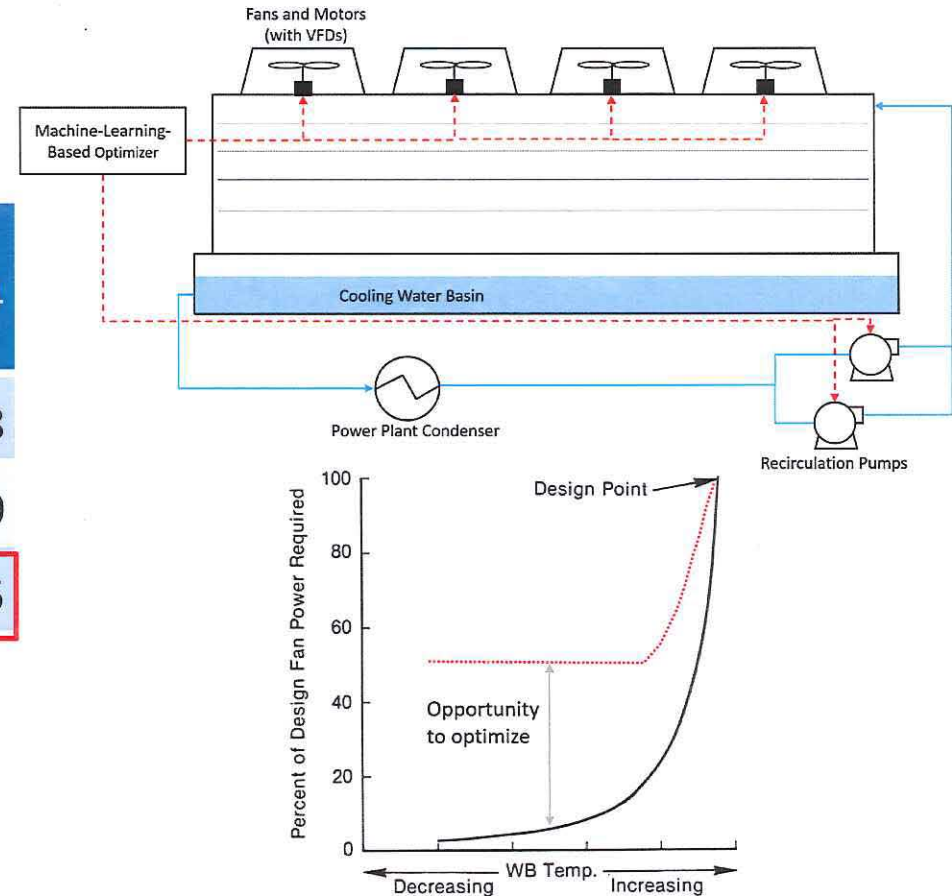 Fans and Motors
(with VFDs)
Machine-Learning-
Based Optimizer
Cooling Water Basin
Power Plant Condenser
Recirculation Pumps
Percent of Design Fan Power Required
100
80
60
40
20
0
Design Point
Opportunity
to optimize
WB Temp.
Decreasing
Increasing